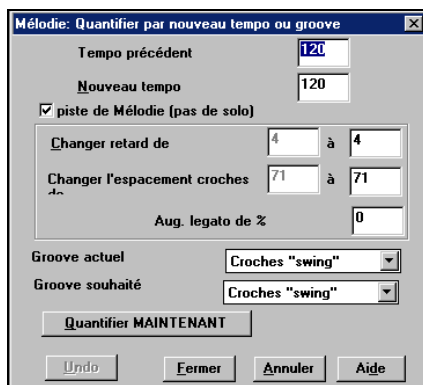 Mélodie: Quantifier par nouveau tempo ou groove
Tempo précédent 120
Nouveau tempo 120
piste de Mélodie (pas de solo)
Changer retard de 4 à 4
Changer l'espacement croches de 71 à 71
Aug. legato de % 0
Groove actuel Croches "swing"
Groove souhaité Croches "swing"
Quantifier MAINTENANT
Undo Fermer Annuler Aide